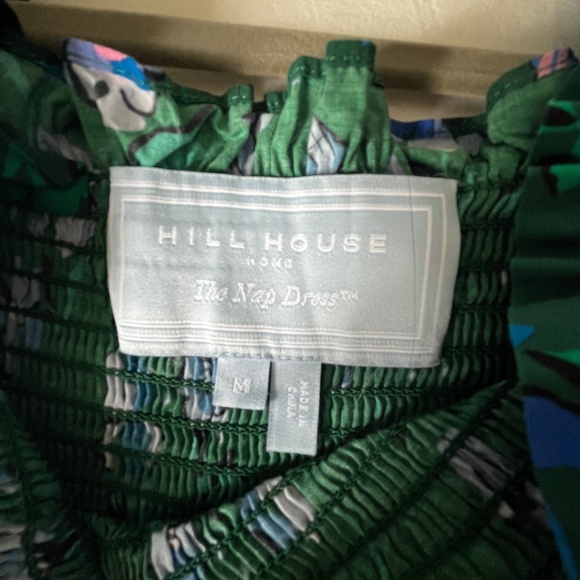 HILL HOUSE
HOME
The Nap Dress™
M
MADE IN
CHINA